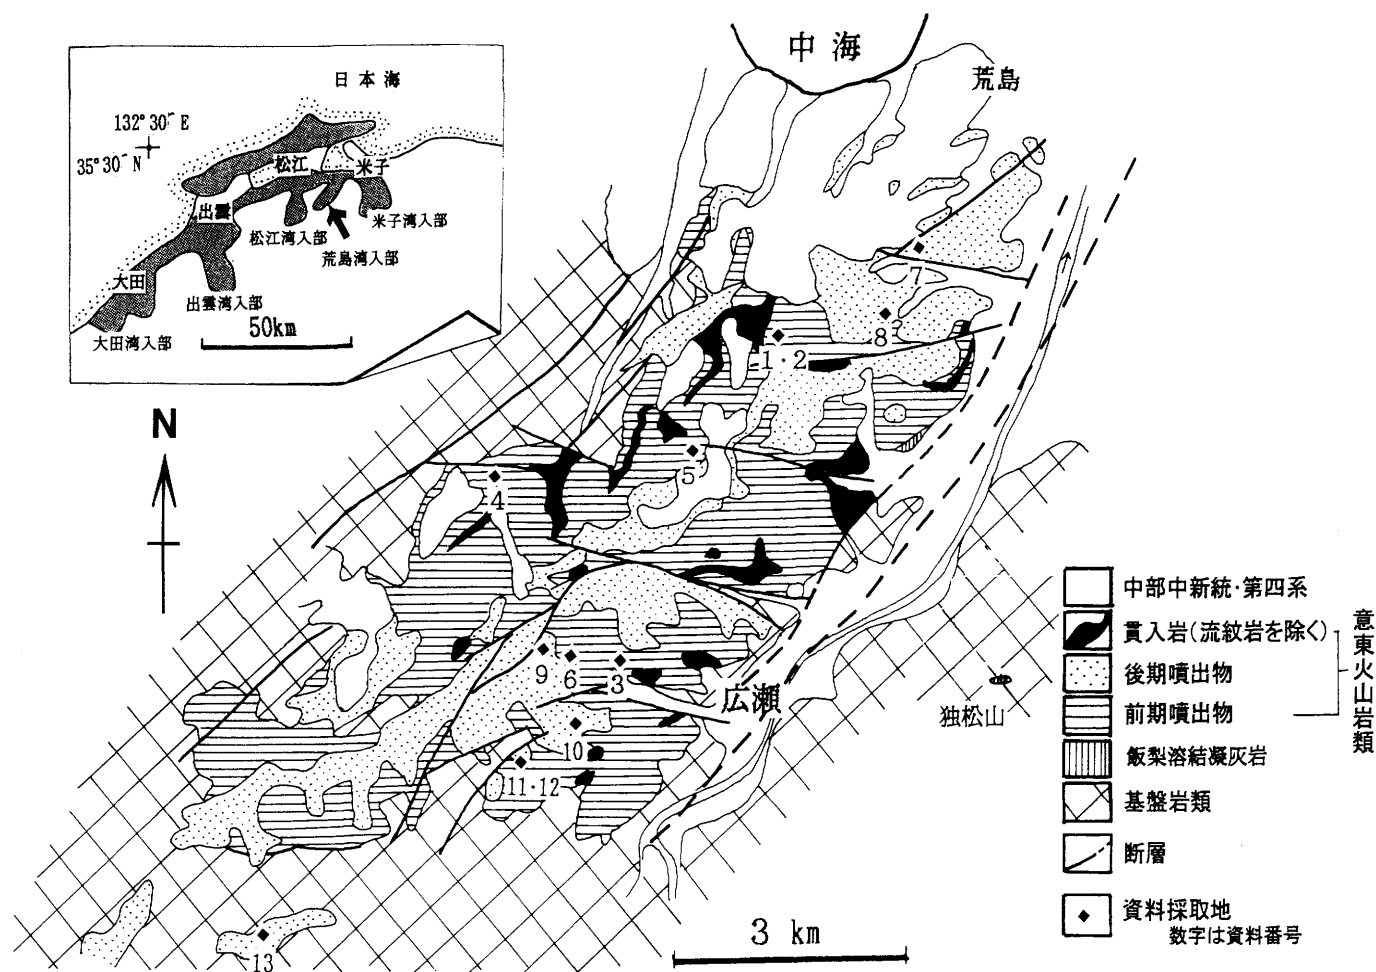 中海
荒島
日本海
132°30′E
35°30′N
松江
米子
出雲
米子湾入部
松江湾入部
荒島湾入部
大田
出雲湾入部
50km
大田湾入部
N
7
8
1・2
5
4
9
6
3
広瀬
10
11・12
13
独松山
3 km
中部中新統・第四系
貫入岩(流紋岩を除く)
後期噴出物
前期噴出物
意東火山岩類
飯梨溶結凝灰岩
基盤岩類
断層
資料採取地
数字は資料番号